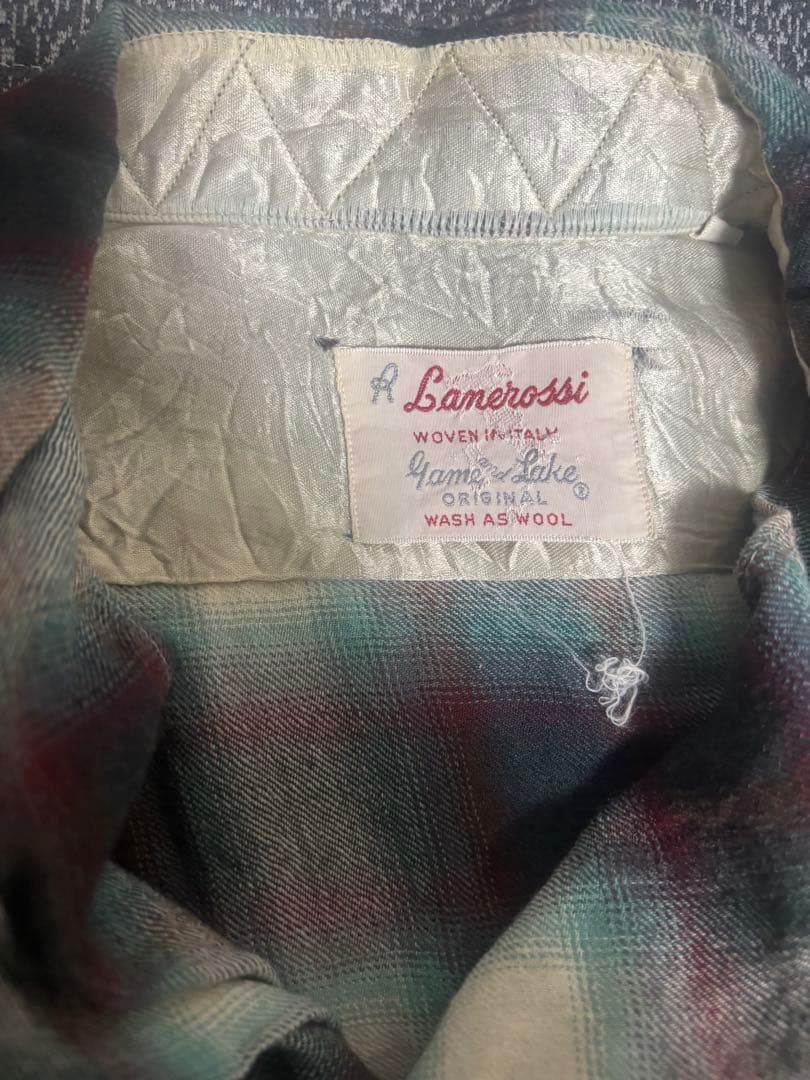 A Lanerossi
WOVEN IN ITALY
Game and Lake
ORIGINAL ®
WASH AS WOOL